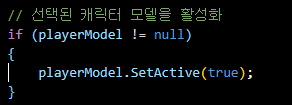 // 선택된 캐릭터 모델을 활성화
if (playerModel != null)
{
    playerModel.SetActive(true);
}